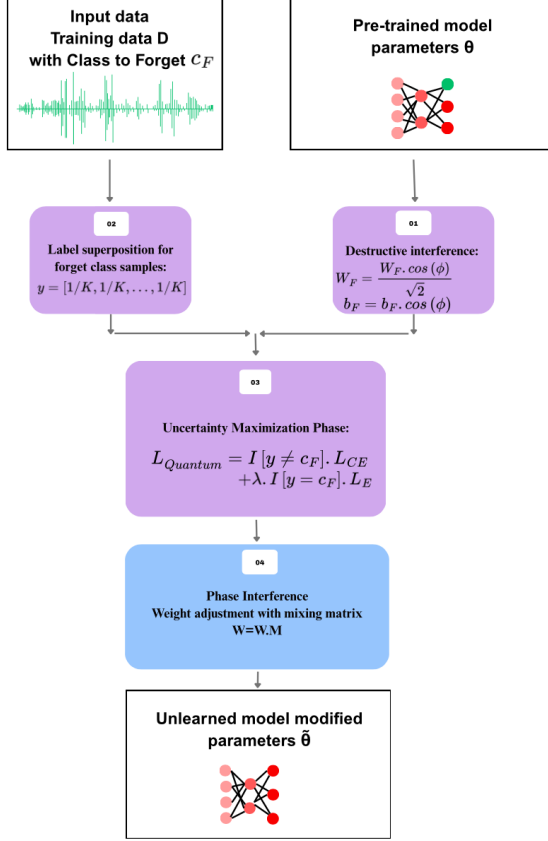 Input data
Training data D
with Class to Forget c_F
Pre-trained model
parameters θ
02
Label superposition for
forget class samples:
y = [1/K, 1/K, . . . , 1/K]
01
Destructive interference:
W_F = W_F . cos (ϕ) / √2
b_F = b_F . cos (ϕ)
03
Uncertainty Maximization Phase:
L_Quantum = I [y ≠ c_F] . L_CE
+λ. I [y = c_F] . L_E
04
Phase Interference
Weight adjustment with mixing matrix
W=W.M
Unlearned model modified
parameters θ̃